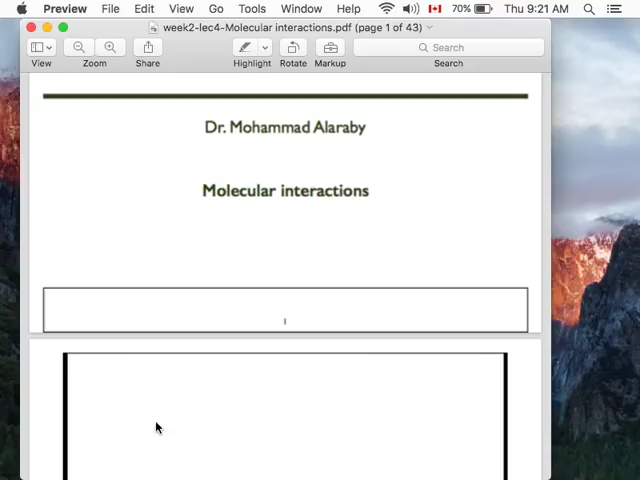 Preview File Edit View Go Tools Window Help 70% Thu 9:21 AM
week2-lec4-Molecular interactions.pdf (page 1 of 43)
Search
View Zoom Share Highlight Rotate Markup Search
Dr. Mohammad Alaraby
Molecular interactions
1